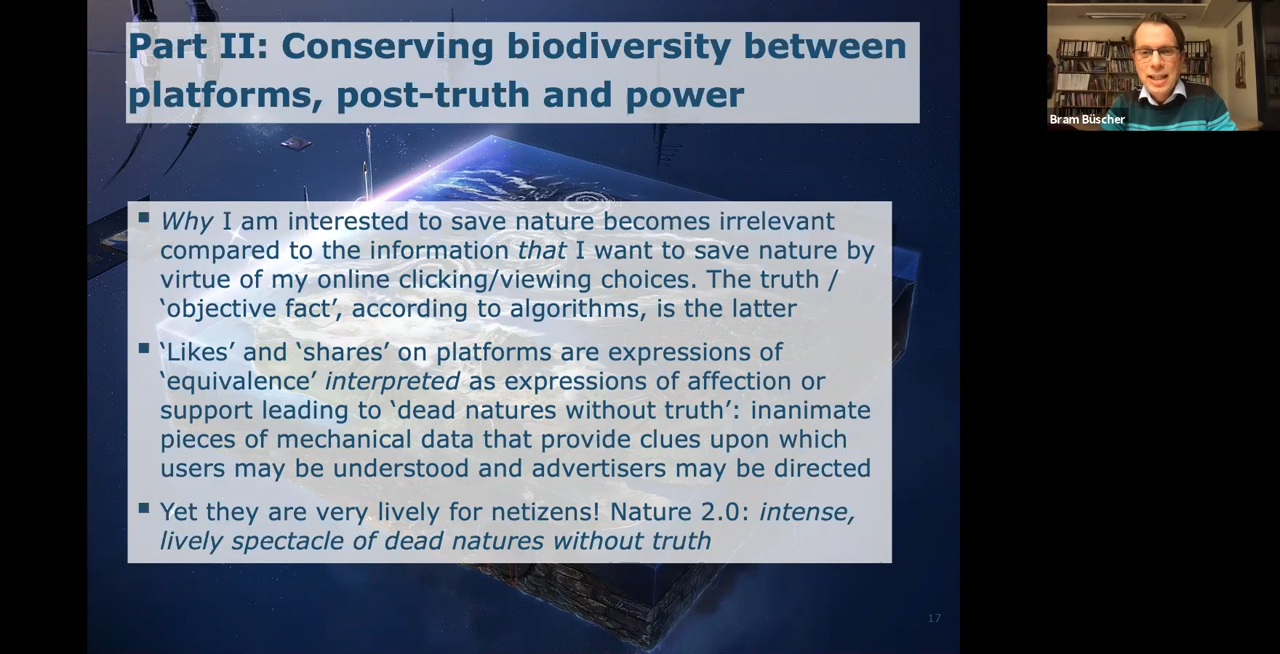 Part II: Conserving biodiversity between
platforms, post-truth and power
Bram Büscher
▪ Why I am interested to save nature becomes irrelevant
compared to the information that I want to save nature by
virtue of my online clicking/viewing choices. The truth /
‘objective fact’, according to algorithms, is the latter
▪ ‘Likes’ and ‘shares’ on platforms are expressions of
‘equivalence’ interpreted as expressions of affection or
support leading to ‘dead natures without truth’: inanimate
pieces of mechanical data that provide clues upon which
users may be understood and advertisers may be directed
▪ Yet they are very lively for netizens! Nature 2.0: intense,
lively spectacle of dead natures without truth
17